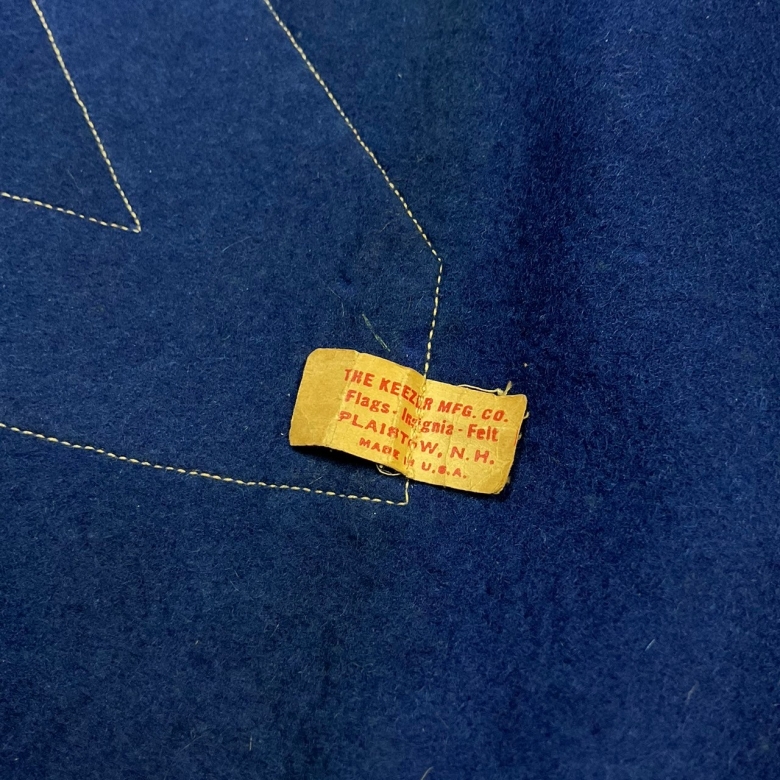 THE KEEZER MFG. CO.
Flags - Insignia - Felt
PLAISTOW, N. H.
MADE IN U.S.A.